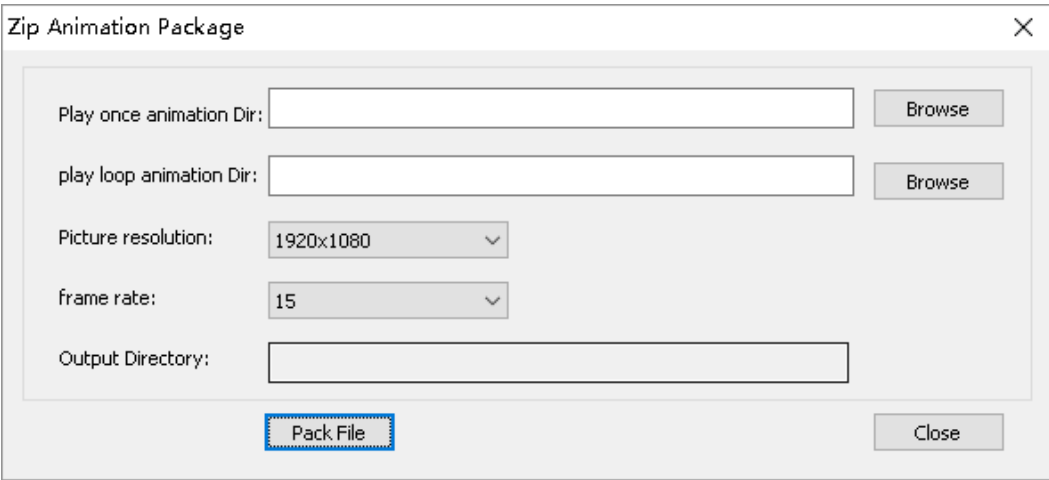 Zip Animation Package
Play once animation Dir:
Browse
play loop animation Dir:
Browse
Picture resolution:
1920x1080
frame rate:
15
Output Directory:
Pack File
Close